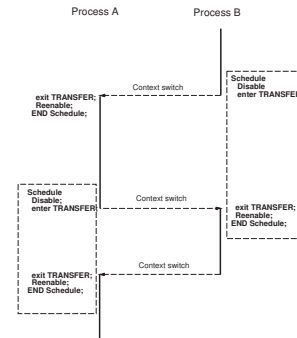 Process A Process B
Context switch
Schedule
Disable
enter TRANSFER
exit TRANSFER;
Reenable;
END Schedule;
Schedule
Disable;
enter TRANSFER
Context switch
exit TRANSFER;
Reenable;
END Schedule;
Context switch
exit TRANSFER;
Reenable;
END Schedule;